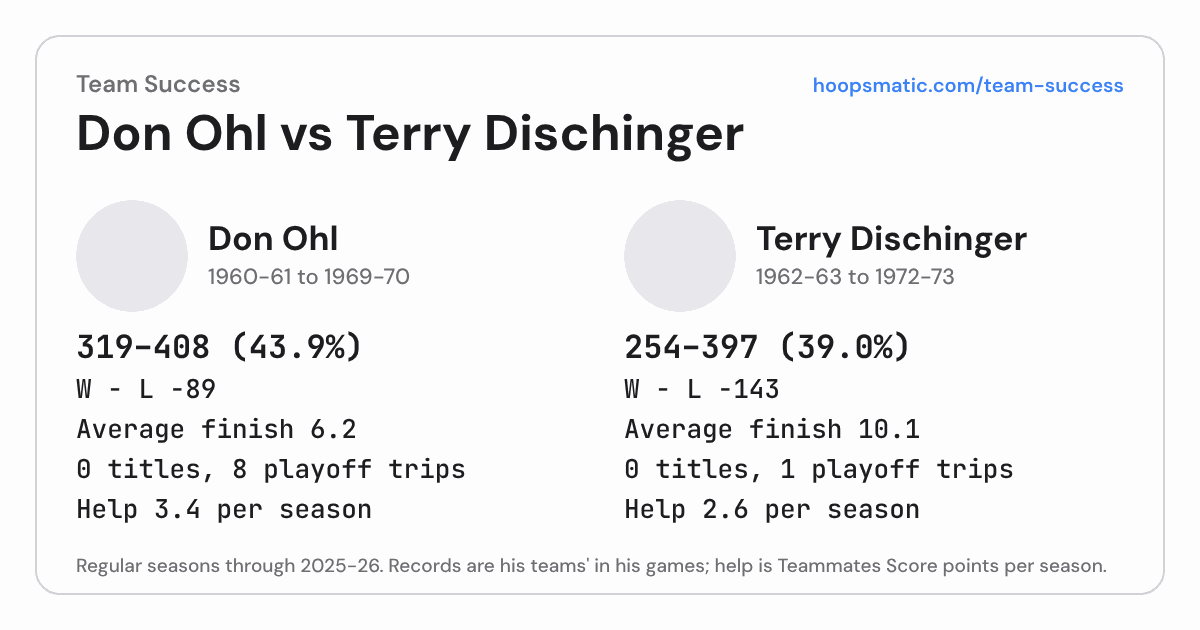 Team Success
hoopsmatic.com/team-success
Don Ohl vs Terry Dischinger
Don Ohl
1960-61 to 1969-70
319-408 (43.9%)
W - L -89
Average finish 6.2
0 titles, 8 playoff trips
Help 3.4 per season
Terry Dischinger
1962-63 to 1972-73
254-397 (39.0%)
W - L -143
Average finish 10.1
0 titles, 1 playoff trips
Help 2.6 per season
Regular seasons through 2025-26. Records are his teams' in his games; help is Teammates Score points per season.